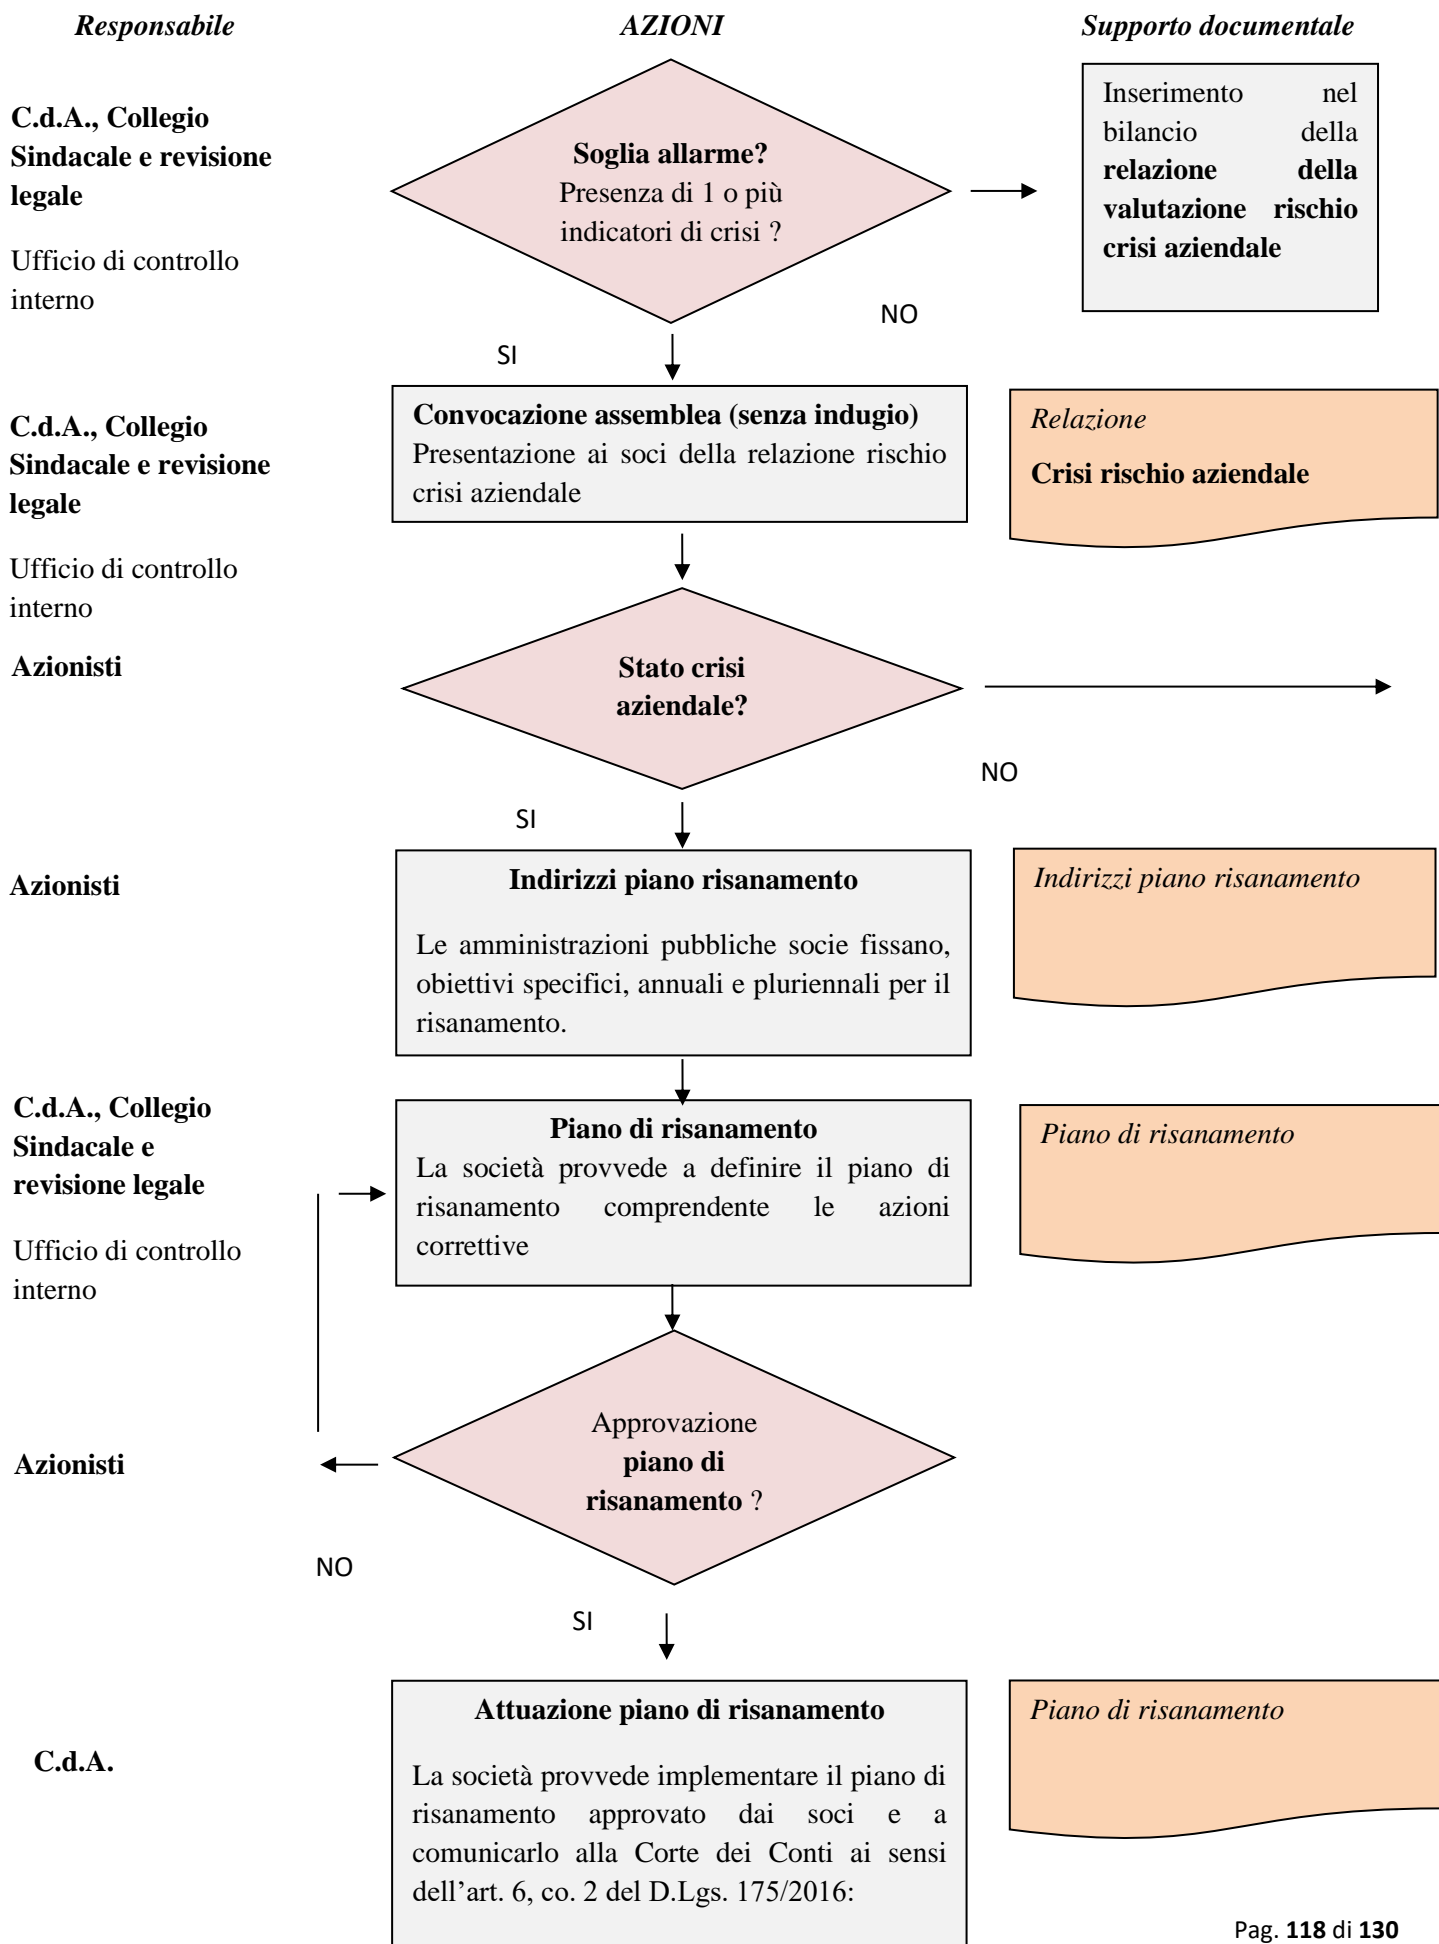 Responsabile
AZIONI
Supporto documentale
C.d.A., Collegio
Sindacale e revisione
legale
Ufficio di controllo
interno
Soglia allarme?
Presenza di 1 o più
indicatori di crisi ?
Inserimento nel
bilancio della
relazione della
valutazione rischio
crisi aziendale
NO
SI
C.d.A., Collegio
Sindacale e revisione
legale
Ufficio di controllo
interno
Convocazione assemblea (senza indugio)
Presentazione ai soci della relazione rischio
crisi aziendale
Relazione
Crisi rischio aziendale
Azionisti
Stato crisi
aziendale?
NO
SI
Azionisti
Indirizzi piano risanamento
Le amministrazioni pubbliche socie fissano,
obiettivi specifici, annuali e pluriennali per il
risanamento.
Indirizzi piano risanamento
C.d.A., Collegio
Sindacale e
revisione legale
Ufficio di controllo
interno
Piano di risanamento
La società provvede a definire il piano di
risanamento comprendente le azioni
correttive
Piano di risanamento
Azionisti
Approvazione
piano di
risanamento ?
NO
SI
C.d.A.
Attuazione piano di risanamento
La società provvede implementare il piano di
risanamento approvato dai soci e a
comunicarlo alla Corte dei Conti ai sensi
dell’art. 6, co. 2 del D.Lgs. 175/2016:
Piano di risanamento
Pag. 118 di 130